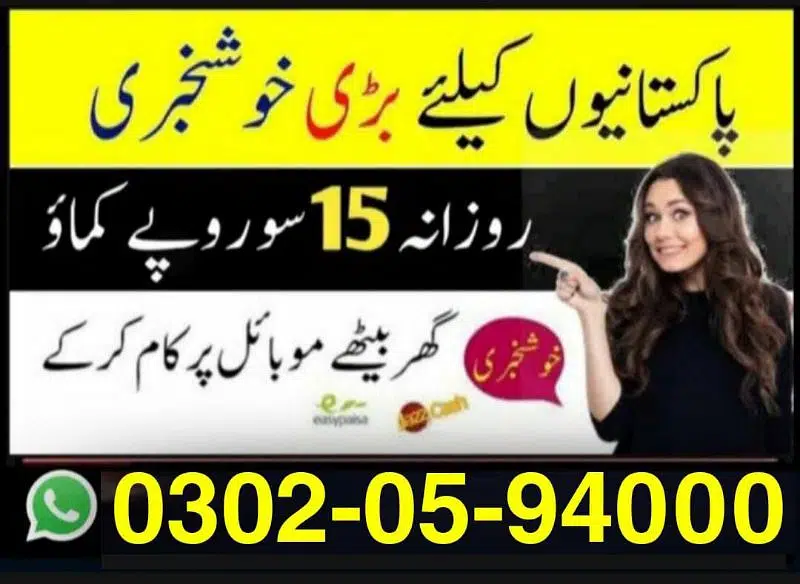 پاکستانیوں کیلئے بڑی خوشخبری
روزانہ 15 سو روپے کماؤ
خوشخبری
گھر بیٹھے موبائل پر کام کر کے
easypaisa
JazzCash
0302-05-94000